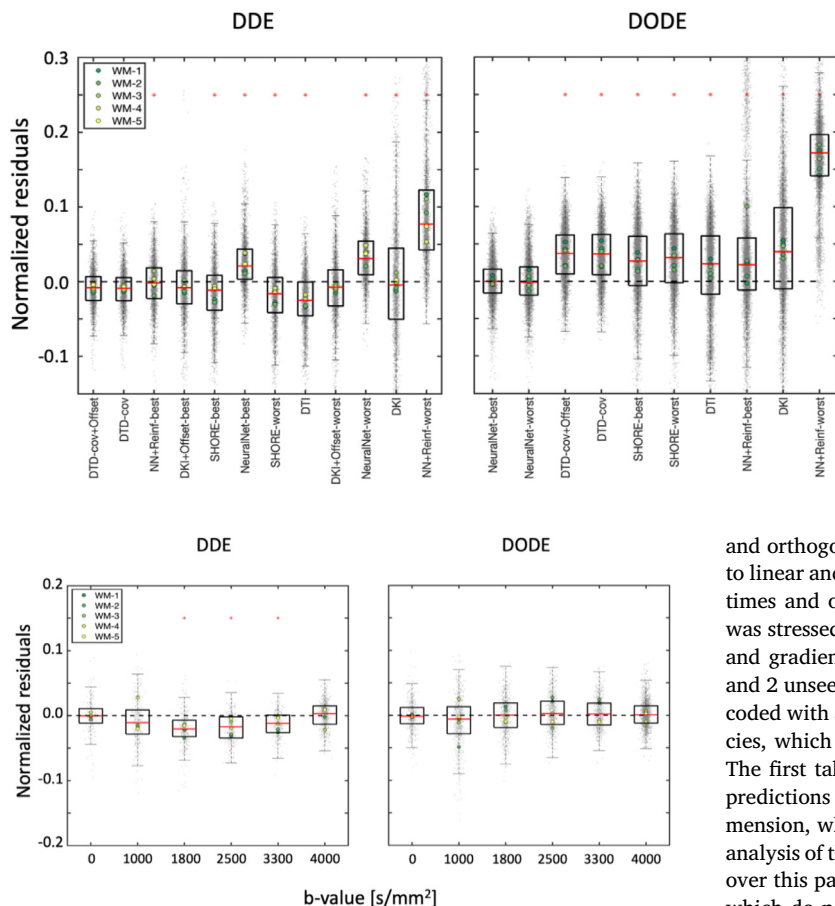 DDE
DODE
Normalized residuals
0.3
0.2
0.1
0.0
-0.1
WM-1
WM-2
WM-3
WM-4
WM-5
DTD-cov+Offset
DTD-cov
NN+Reinf-best
DKI+Offset-best
SHORE-best
NeuralNet-best
SHORE-worst
DTI
DKI+Offset-worst
NeuralNet-worst
DKI
NN+Reinf-worst
NeuralNet-best
NeuralNet-worst
DTD-cov+Offset
DTD-cov
SHORE-best
SHORE-worst
DTI
NN+Reinf-best
DKI
NN+Reinf-worst
DDE
DODE
Normalized residuals
0.2
0.1
0.0
-0.1
-0.2
WM-1
WM-2
WM-3
WM-4
WM-5
0 1000 1800 2500 3300 4000
0 1000 1800 2500 3300 4000
b-value [s/mm²]
and orthogo
to linear and
times and o
was stressed
and gradien
and 2 unsee
coded with
cies, which
The first tal
predictions
mension, wl
analysis of t
over this pa